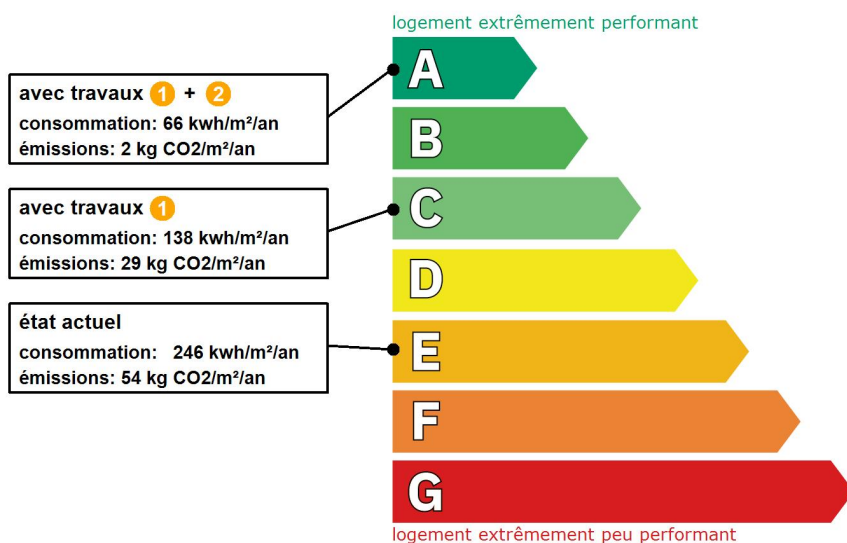 logement extrêmement performant
A
avec travaux 1 + 2
consommation: 66 kwh/m²/an
émissions: 2 kg CO2/m²/an
B
avec travaux 1
consommation: 138 kwh/m²/an
émissions: 29 kg CO2/m²/an
C
D
état actuel
consommation: 246 kwh/m²/an
émissions: 54 kg CO2/m²/an
E
F
G
logement extrêmement peu performant